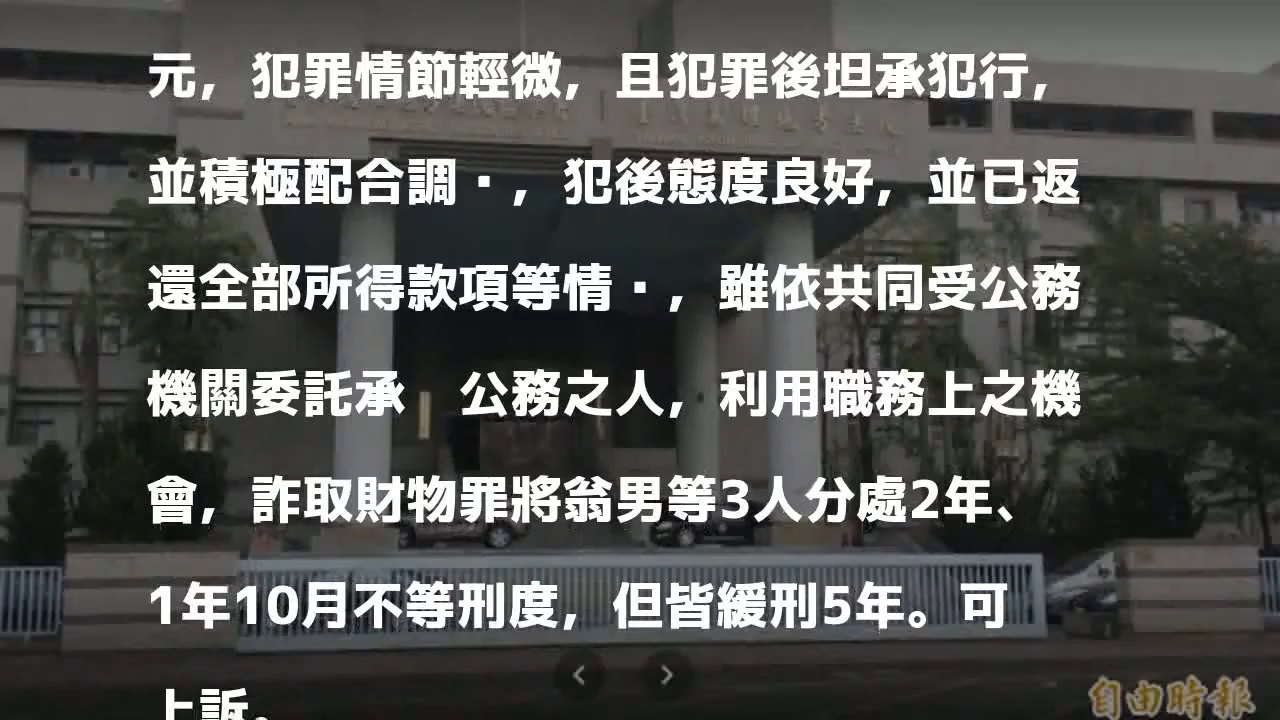 元，犯罪情節輕微，且犯罪後坦承犯行，
並積極配合調▪，犯後態度良好，並已返
還全部所得款項等情▪，雖依共同受公務
機關委託承　公務之人，利用職務上之機
會，詐取財物罪將翁男等3人分處2年、
1年10月不等刑度，但皆緩刑5年。可
上訴。
自由時報